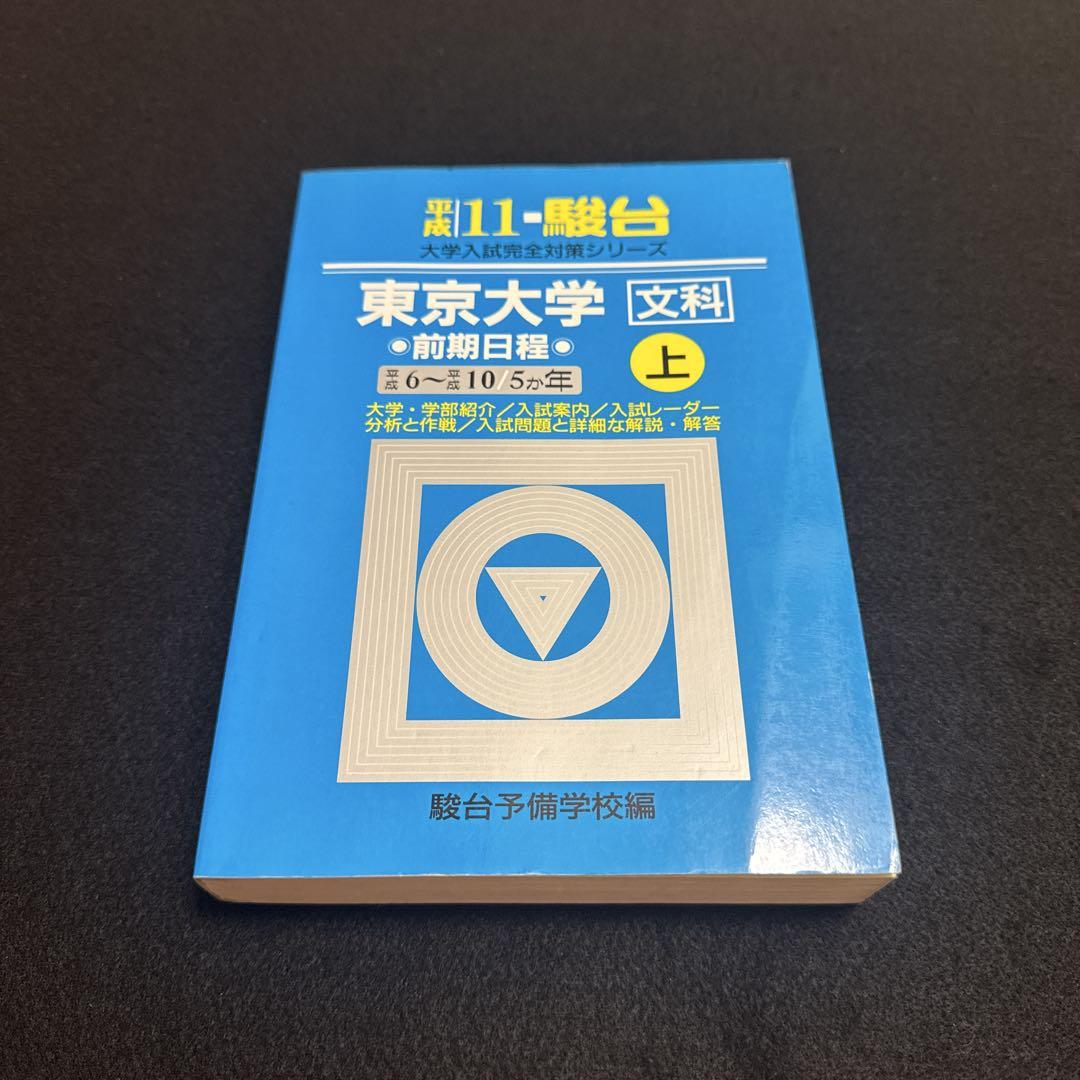 平成11-駿台
大学入試完全対策シリーズ
東京大学 文科
●前期日程● 上
平成6～平成10/5か年
大学・学部紹介／入試案内／入試レーダー
分析と作戦／入試問題と詳細な解説・解答
駿台予備学校編